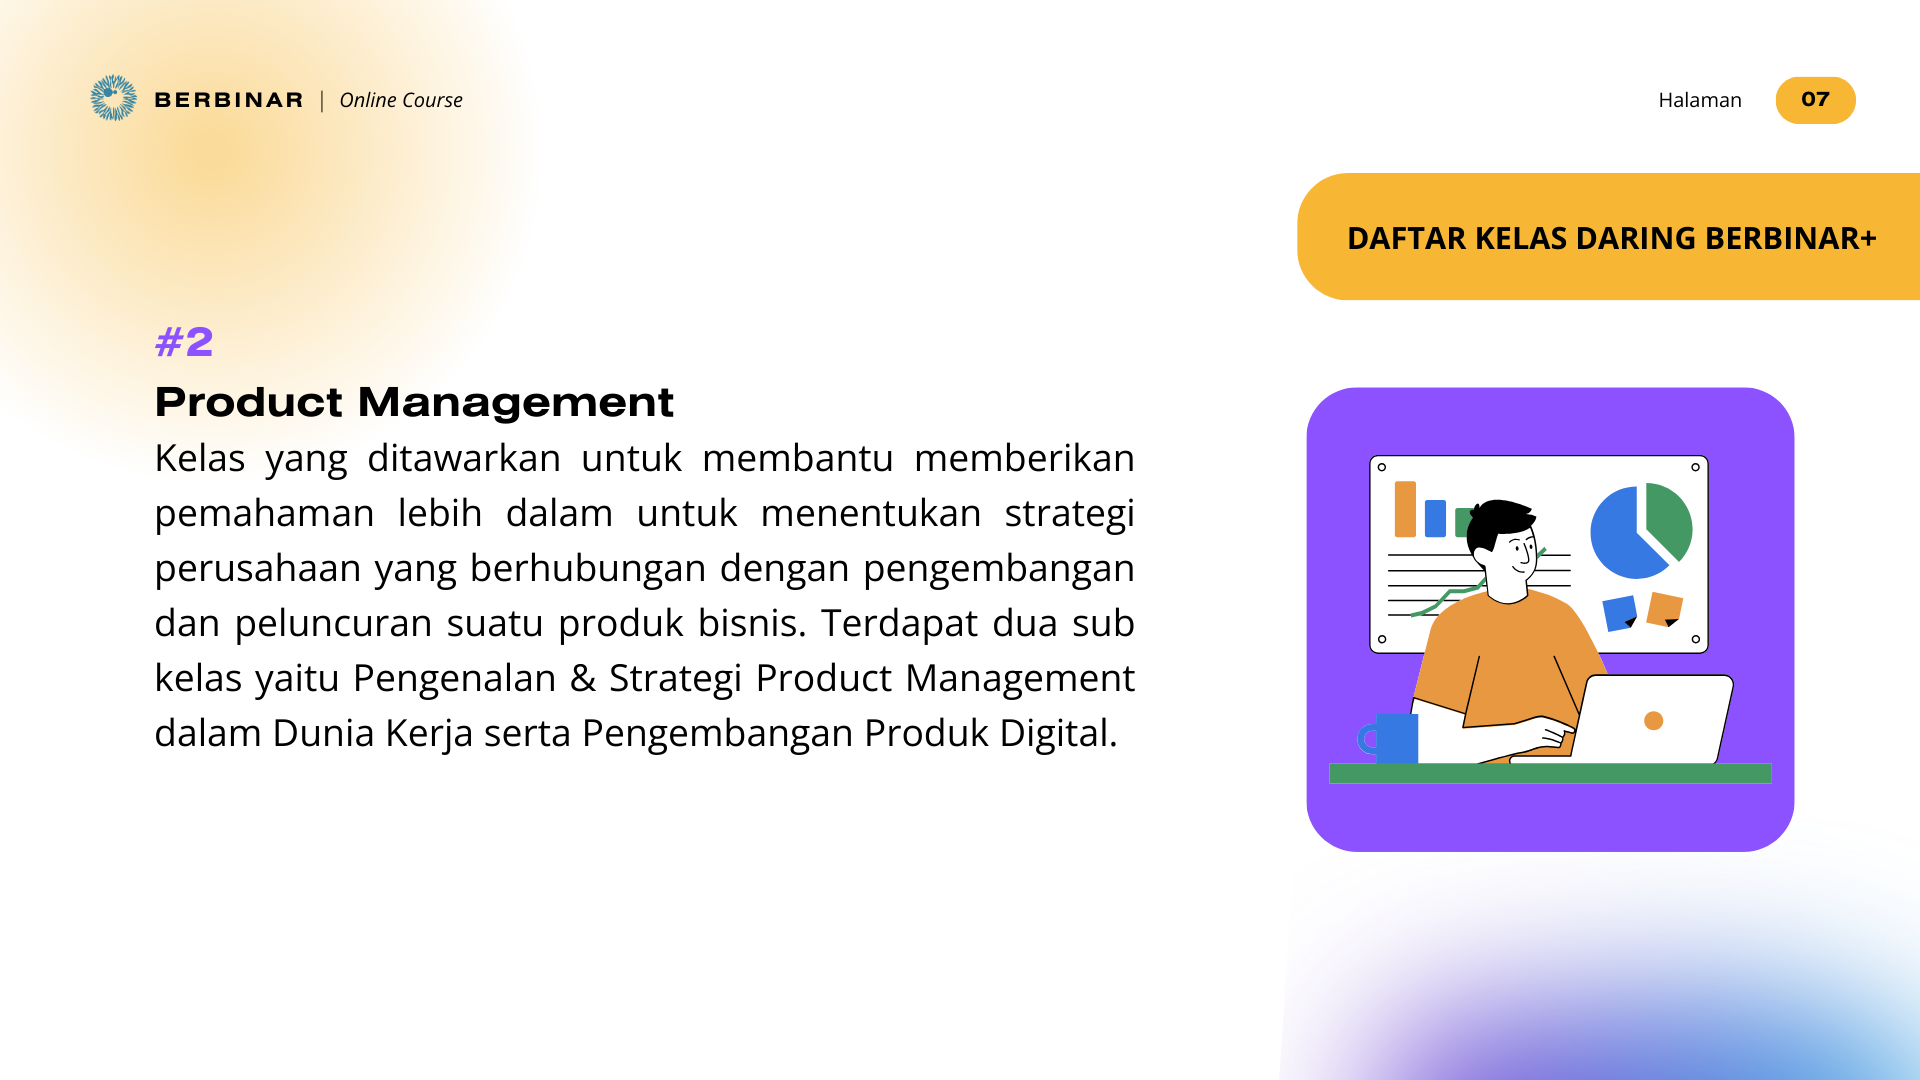 BERBINAR | Online Course
Halaman 07
DAFTAR KELAS DARING BERBINAR+
#2
Product Management
Kelas yang ditawarkan untuk membantu memberikan
pemahaman lebih dalam untuk menentukan strategi
perusahaan yang berhubungan dengan pengembangan
dan peluncuran suatu produk bisnis. Terdapat dua sub
kelas yaitu Pengenalan & Strategi Product Management
dalam Dunia Kerja serta Pengembangan Produk Digital.